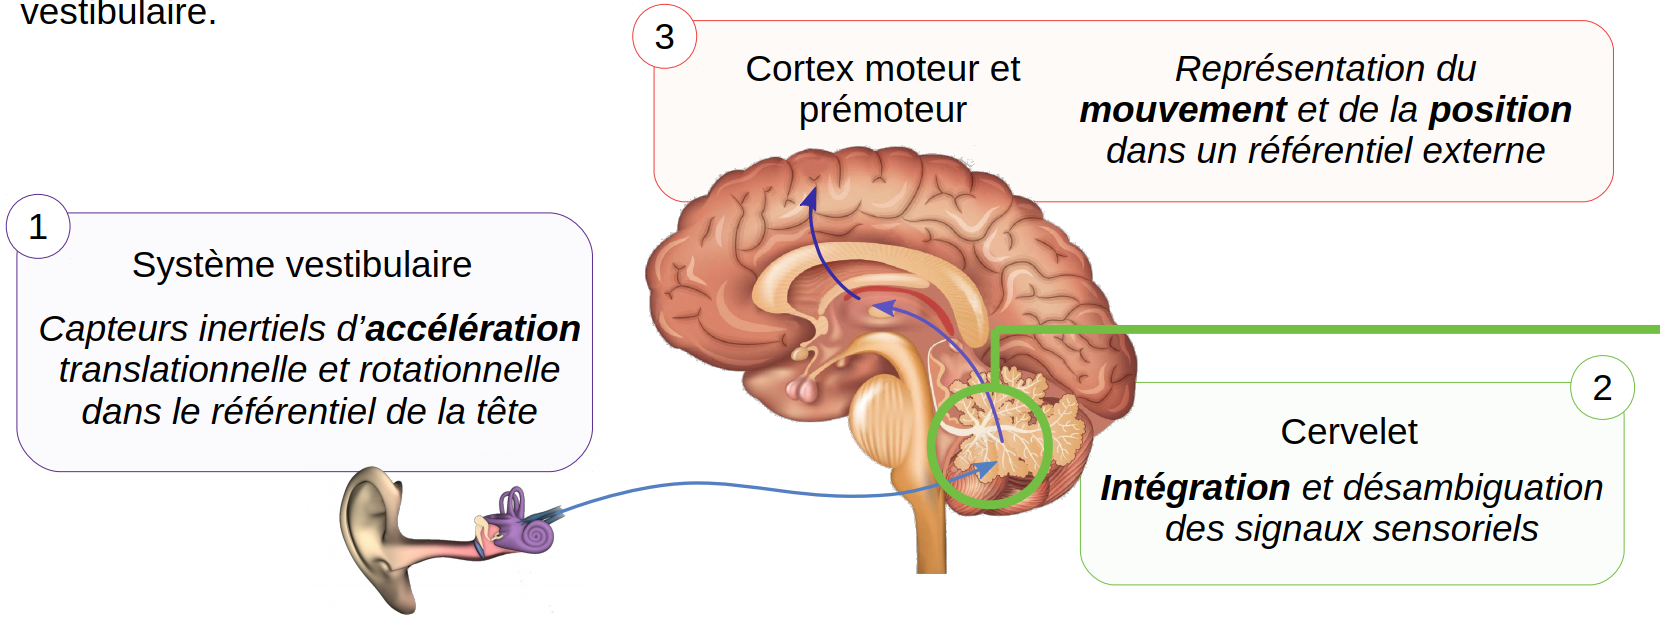 vestibulaire.
3
Cortex moteur et
prémoteur
Représentation du
mouvement et de la position
dans un référentiel externe
1
Système vestibulaire
Capteurs inertiels d’accélération
translationnelle et rotationnelle
dans le référentiel de la tête
2
Cervelet
Intégration et désambiguation
des signaux sensoriels